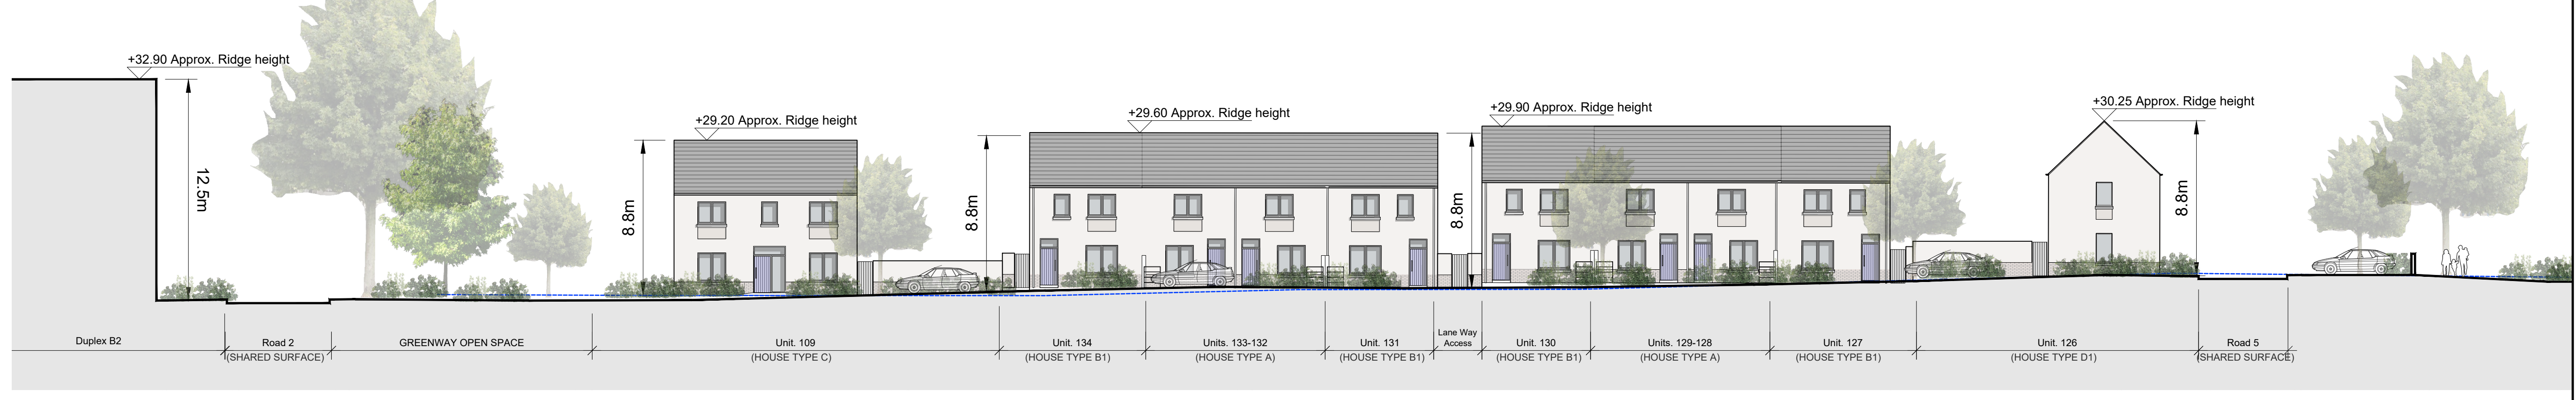 +32.90 Approx. Ridge height
12.5m
+29.20 Approx. Ridge height
8.8m
+29.60 Approx. Ridge height
8.8m
+29.90 Approx. Ridge height
8.8m
+30.25 Approx. Ridge height
8.8m
Duplex B2
Road 2
(SHARED SURFACE)
GREENWAY OPEN SPACE
Unit. 109
(HOUSE TYPE C)
Unit. 134
(HOUSE TYPE B1)
Units. 133-132
(HOUSE TYPE A)
Unit. 131
(HOUSE TYPE B1)
Lane Way
Access
Unit. 130
(HOUSE TYPE B1)
Units. 129-128
(HOUSE TYPE A)
Unit. 127
(HOUSE TYPE B1)
Unit. 126
(HOUSE TYPE D1)
Road 5
(SHARED SURFACE)